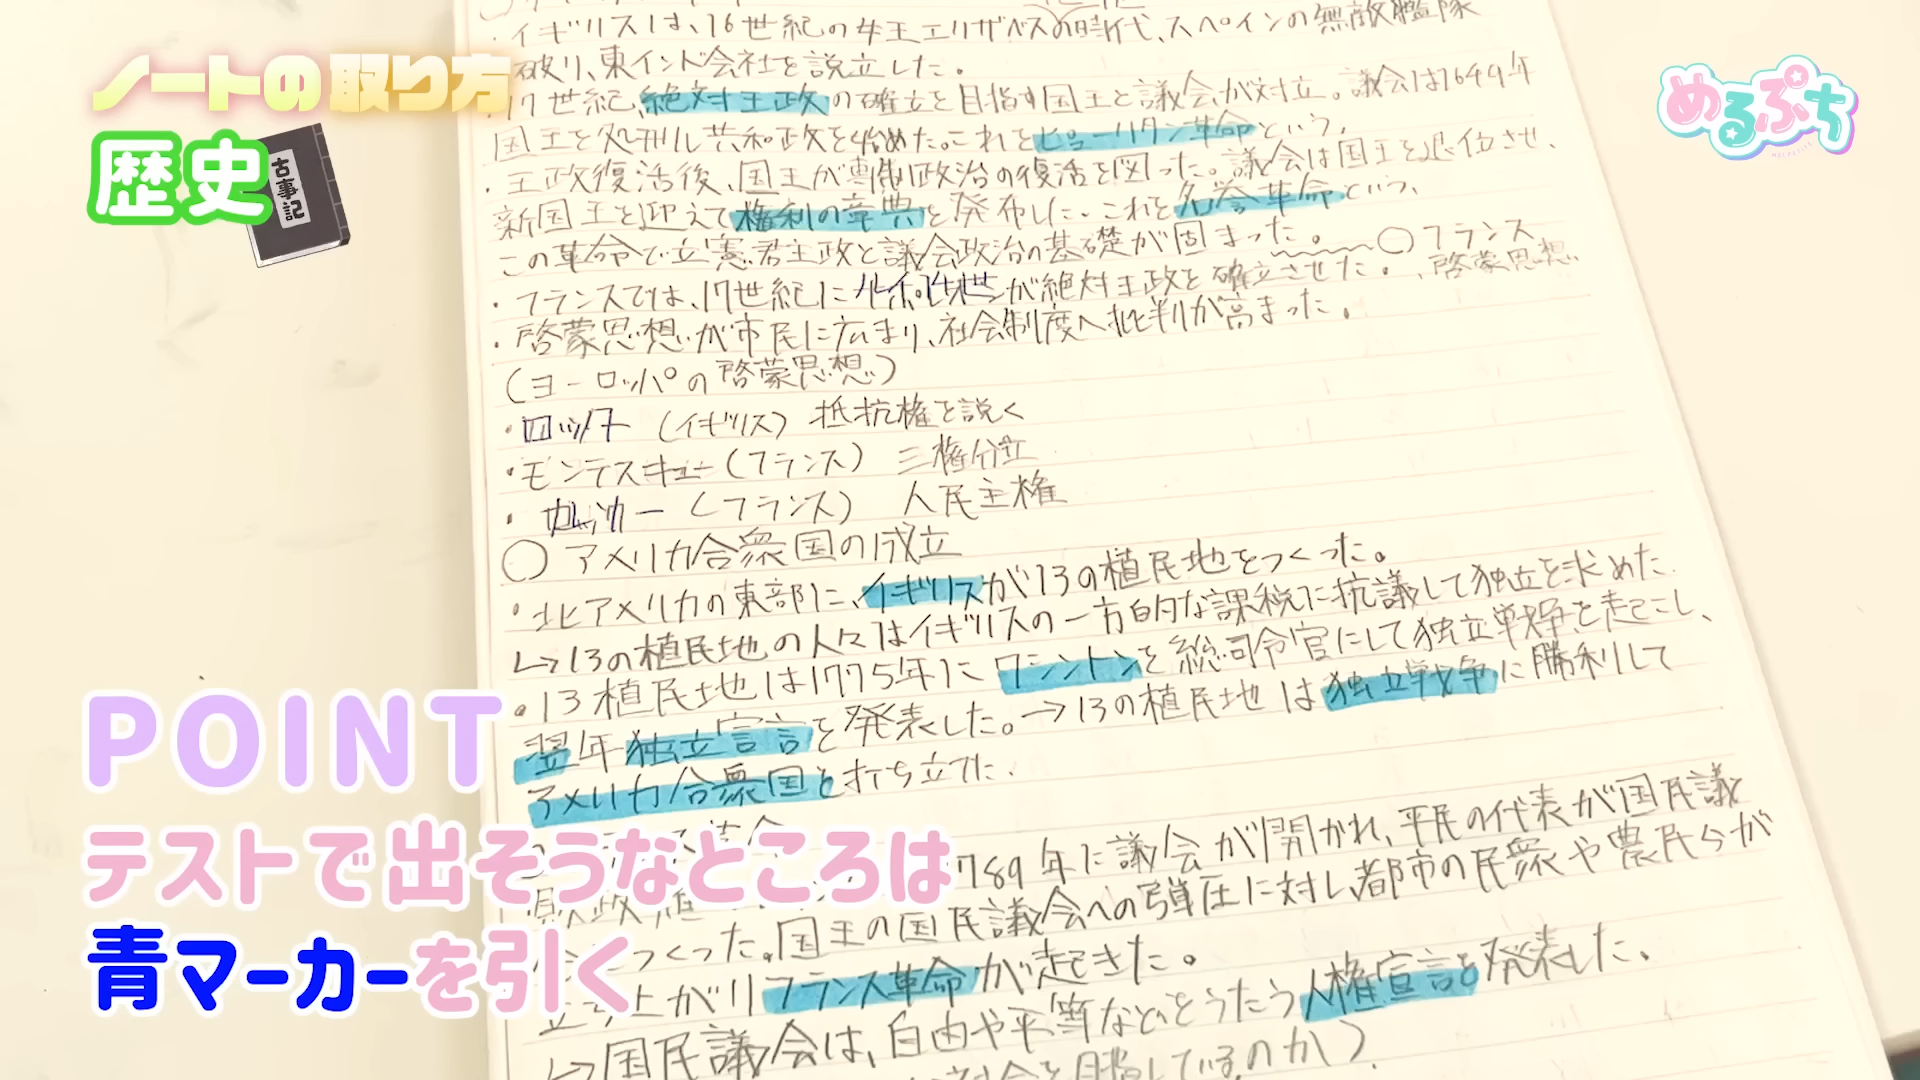 ノートの取り方
歴史
古事記
めるぷち
・イギリスは、16世紀の女王エリザベスの時代、スペインの無敵艦隊
破り、東インド会社を設立した。
・17世紀、絶対王政の確立を目指す国王と議会が対立。議会は1649年
国王を処刑し共和政を始めた。これをピューリタン革命という。
・王政復活後、国王が専制政治の復活を図った。議会は国王を退位させ、
新国王を迎えて権利の章典を発布した。これを名誉革命という。
この革命で立憲君主政と議会政治の基礎が固まった。 ○フランス
・フランスでは、17世紀にルイ14世が絶対王政を確立させた。、啓蒙思想
・啓蒙思想が市民に広まり、社会制度へ批判が高まった。
(ヨーロッパの啓蒙思想)
・ロック (イギリス) 抵抗権を説く
・モンテスキュー (フランス) 三権分立
・ (フランス) 人民主権
○アメリカ合衆国の成立
・北アメリカの東部に、イギリスが13の植民地をつくった。
↳13の植民地の人々はイギリスの一方的な課税に抗議して独立を求めた.
・13植民地は1775年にワシントンを総司令官にして独立戦争を起こし、
翌年独立宣言を発表した。→13の植民地は独立戦争に勝利して
アメリカ合衆国を打ち立てた.
789年に議会が開かれ、平民の代表が国民議
つくった。国王の国民議会への弾圧に対し、都市の民衆や農民らが
立ち上がりフランス革命が起きた。
↳国民議会は、自由や平等などをうたう人権宣言を発表した。
社会を目指しているのか)
POINT
テストで出そうなところは
青マーカーを引く